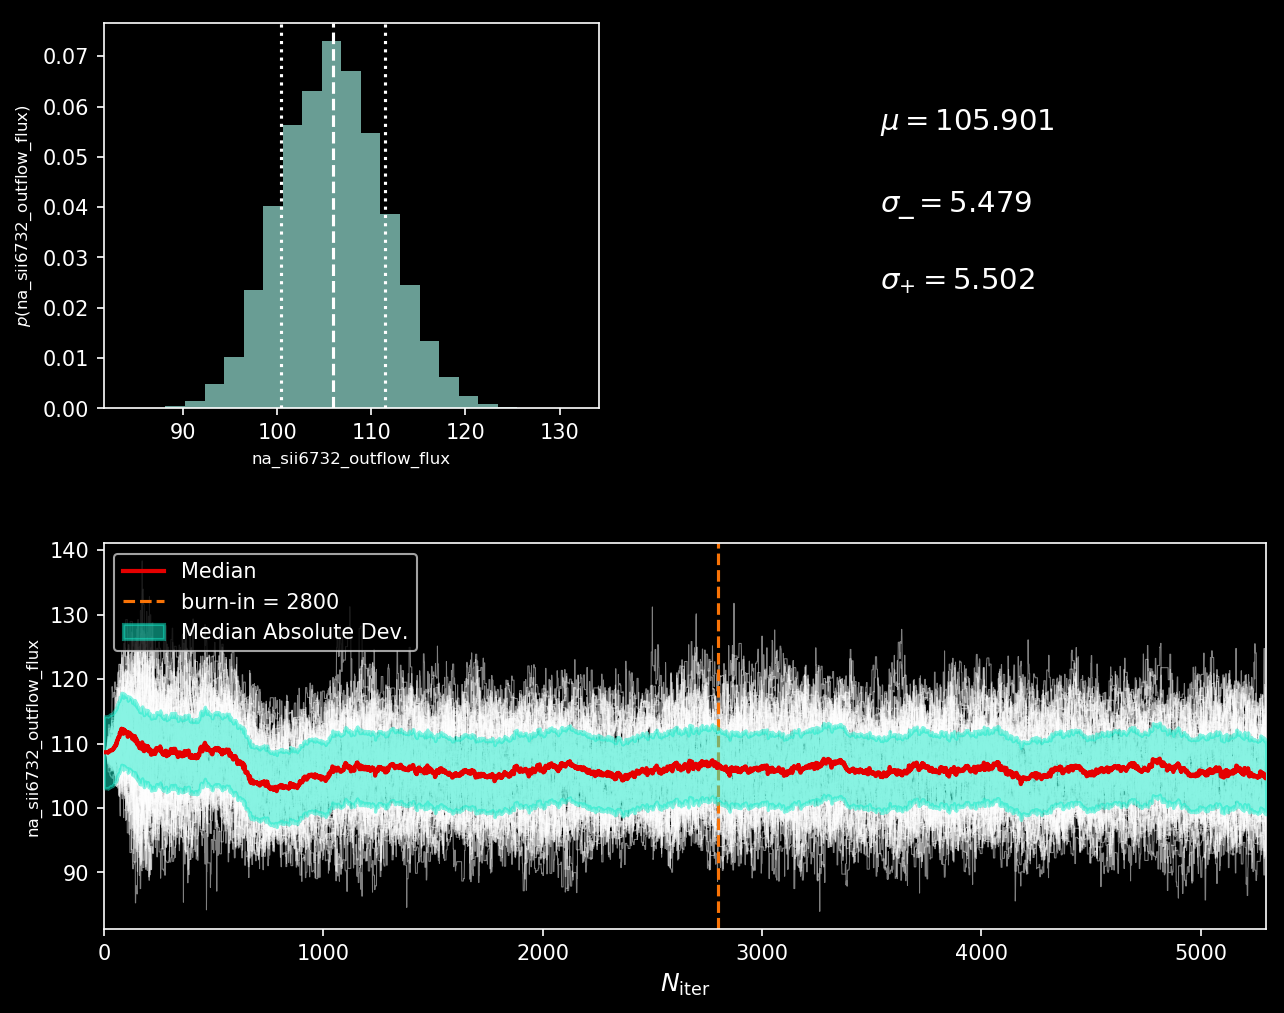 0.07
0.06
0.05
0.04
0.03
0.02
0.01
0.00
p(na_sii6732_outflow_flux)
90 100 110 120 130
na_sii6732_outflow_flux
μ = 105.901
σ₋ = 5.479
σ₊ = 5.502
140
130
120
110
100
90
na_sii6732_outflow_flux
Median
burn-in = 2800
Median Absolute Dev.
0 1000 2000 3000 4000 5000
N_iter